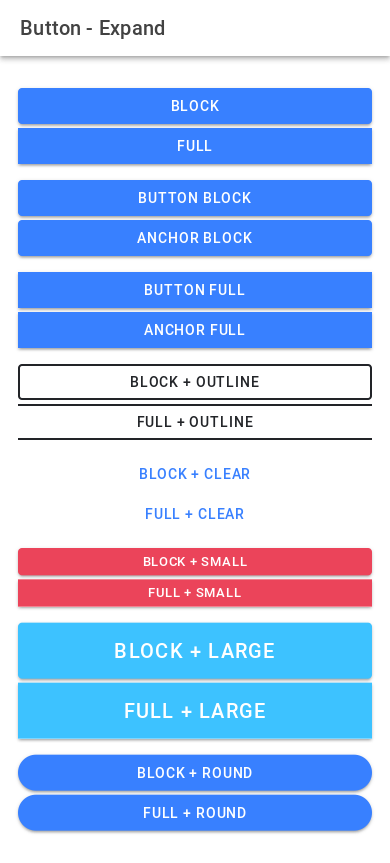 Button - Expand
BLOCK
FULL
BUTTON BLOCK
ANCHOR BLOCK
BUTTON FULL
ANCHOR FULL
BLOCK + OUTLINE
FULL + OUTLINE
BLOCK + CLEAR
FULL + CLEAR
BLOCK + SMALL
FULL + SMALL
BLOCK + LARGE
FULL + LARGE
BLOCK + ROUND
FULL + ROUND